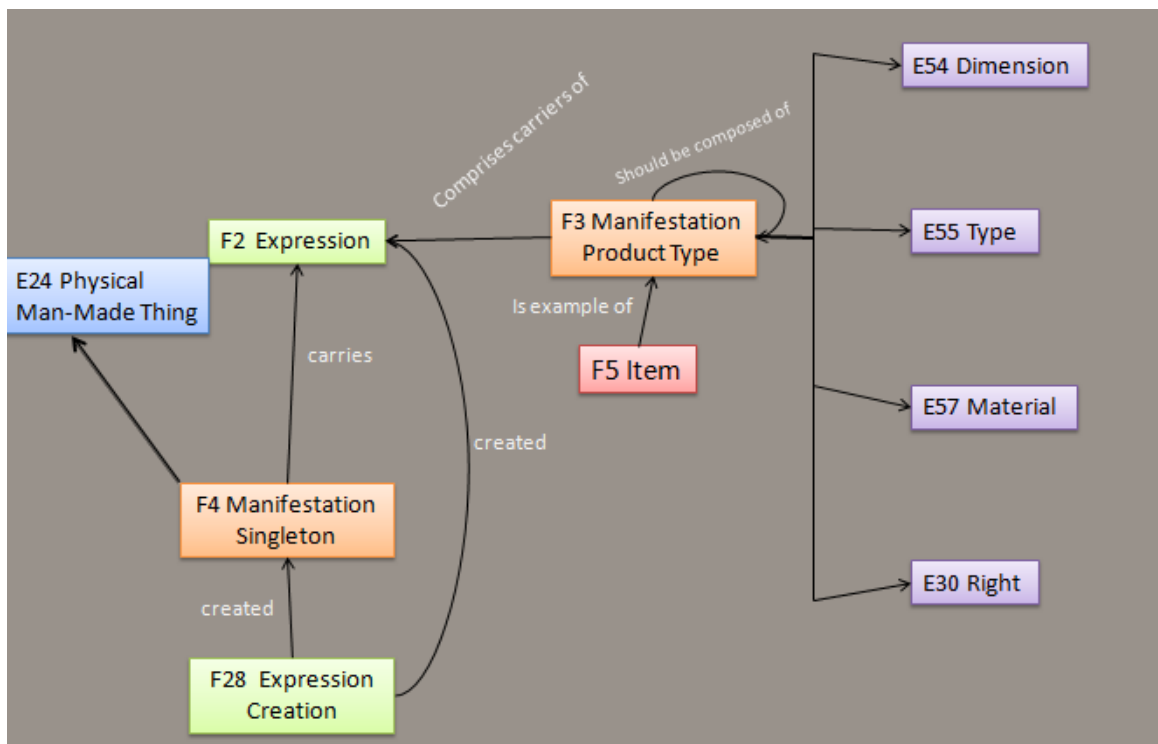 E54 Dimension
Comprises carriers of
Should be composed of
F2 Expression
F3 Manifestation
Product Type
E55 Type
E24 Physical
Man-Made Thing
Is example of
carries
F5 Item
E57 Material
created
F4 Manifestation
Singleton
E30 Right
created
F28 Expression
Creation